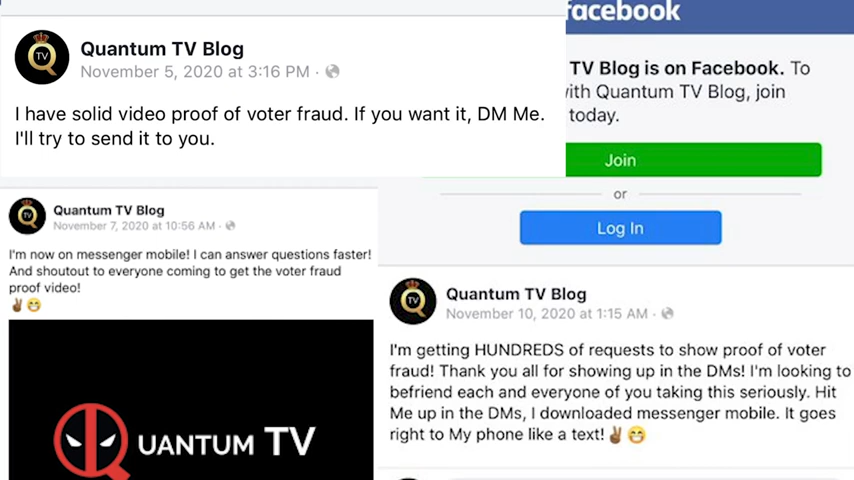 Quantum TV Blog
November 5, 2020 at 3:16 PM ·
I have solid video proof of voter fraud. If you want it, DM Me.
I'll try to send it to you.
facebook
TV Blog is on Facebook. To
with Quantum TV Blog, join
today.
Join
or
Log In
TV
Quantum TV Blog
November 7, 2020 at 10:56 AM ·
I'm now on messenger mobile! I can answer questions faster!
And shoutout to everyone coming to get the voter fraud
proof video!
✌🏾😁
QUANTUM TV
TV
Quantum TV Blog
November 10, 2020 at 1:15 AM ·
I'm getting HUNDREDS of requests to show proof of voter
fraud! Thank you all for showing up in the DMs! I'm looking to
befriend each and everyone of you taking this seriously. Hit
Me up in the DMs, I downloaded messenger mobile. It goes
right to My phone like a text! ✌🏾😁